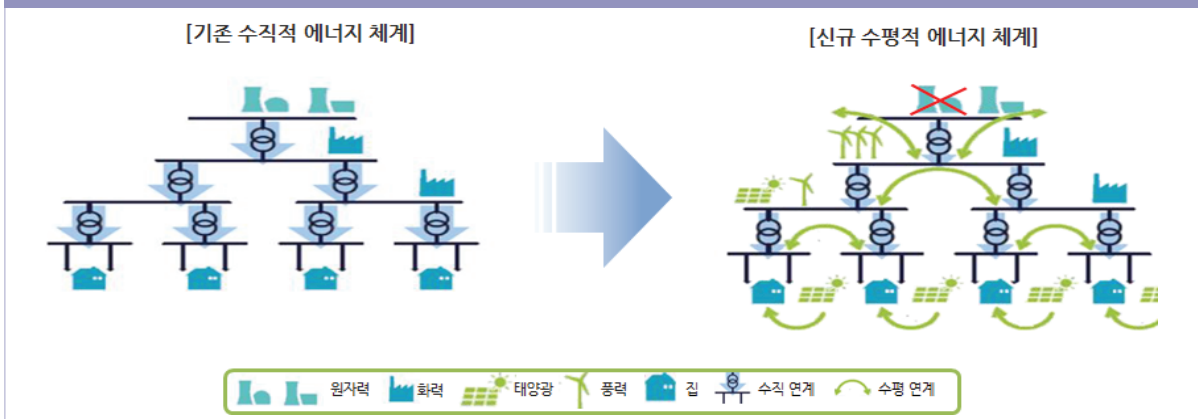 [기존 수직적 에너지 체계]
[신규 수평적 에너지 체계]
원자력 화력 태양광 풍력 집 수직 연계 수평 연계